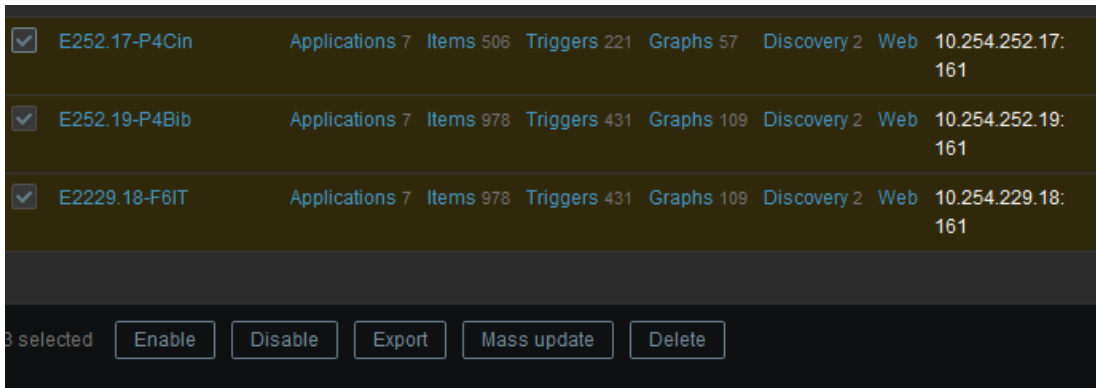 E252.17-P4Cin Applications 7 Items 506 Triggers 221 Graphs 57 Discovery 2 Web 10.254.252.17:
161
E252.19-P4Bib Applications 7 Items 978 Triggers 431 Graphs 109 Discovery 2 Web 10.254.252.19:
161
E2229.18-F6IT Applications 7 Items 978 Triggers 431 Graphs 109 Discovery 2 Web 10.254.229.18:
161
3 selected Enable Disable Export Mass update Delete